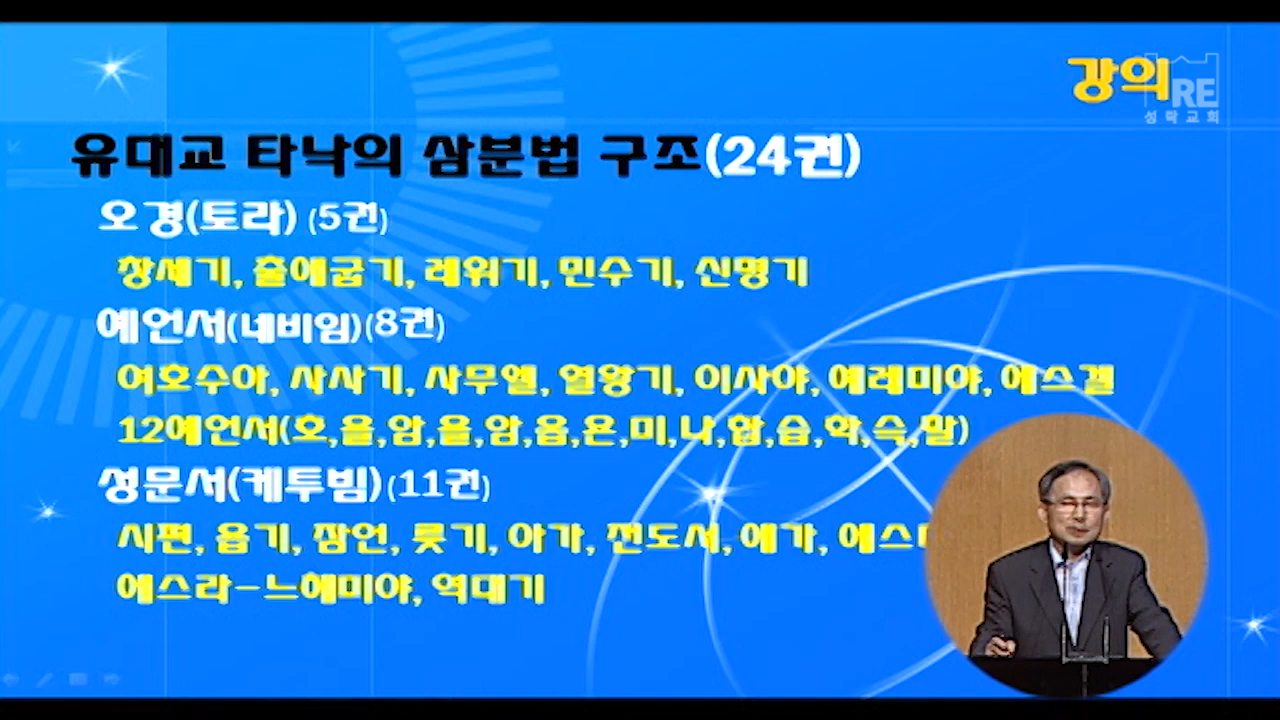 강의
RE
성락교회
유대교 타낙의 삼분법 구조(24권)
오경(토라) (5권)
창세기, 출애굽기, 레위기, 민수기, 신명기
예언서(네비임)(8권)
여호수아, 사사기, 사무엘, 열왕기, 이사야, 예레미야, 에스겔
12예언서(호,욜,암,욜,암,욥,욘,미,나,합,습,학,슥,말)
성문서(케투빔)(11권)
시편, 욥기, 잠언, 룻기, 아가, 전도서, 애가,
에스라-느헤미야, 역대기